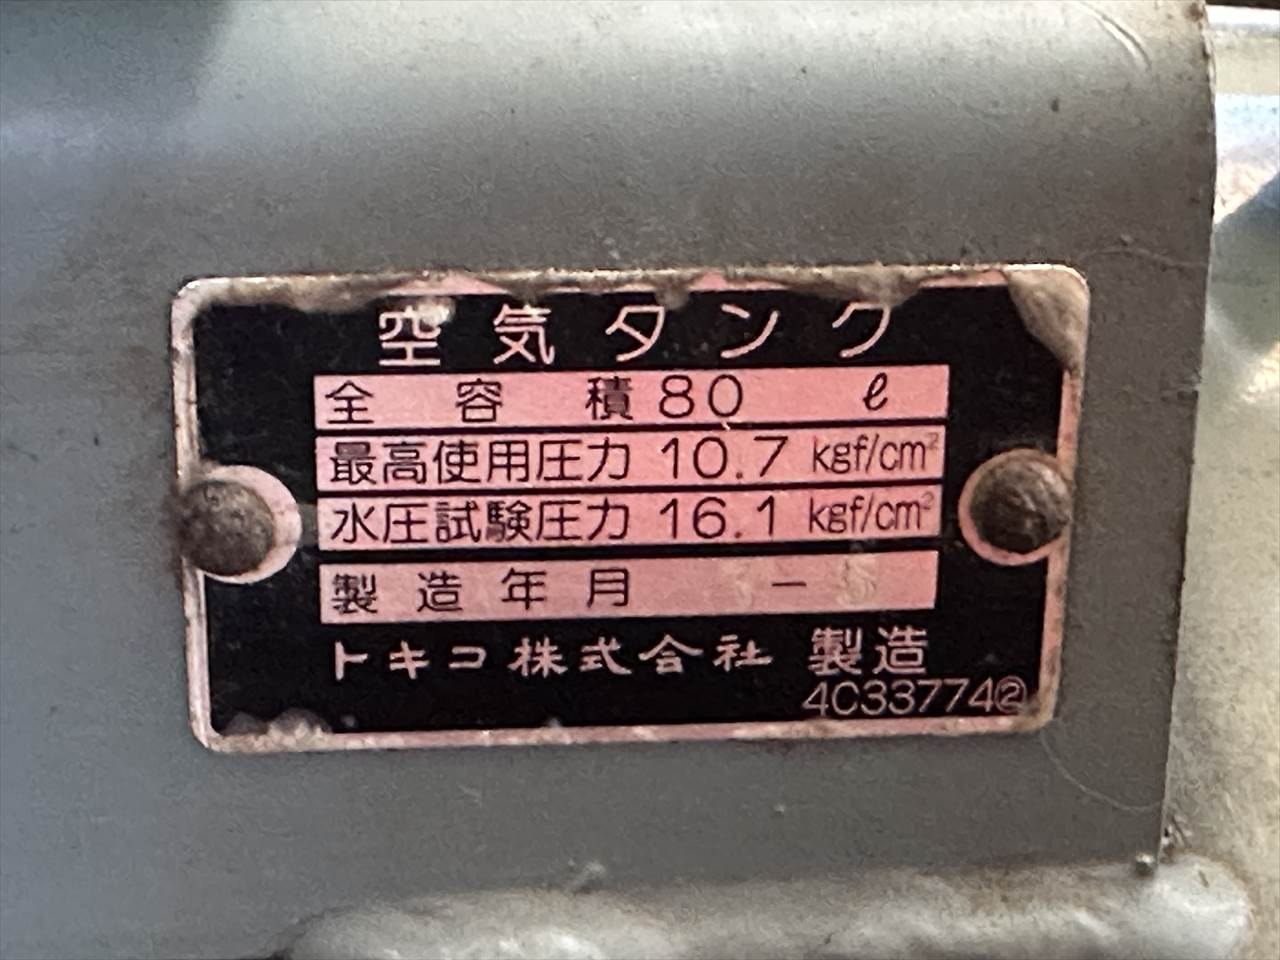 空気タンク
全容積 80 ℓ
最高使用圧力 10.7 kgf/cm²
水圧試験圧力 16.1 kgf/cm²
製造年月 －
トキコ株式会社 製造
4C33774②